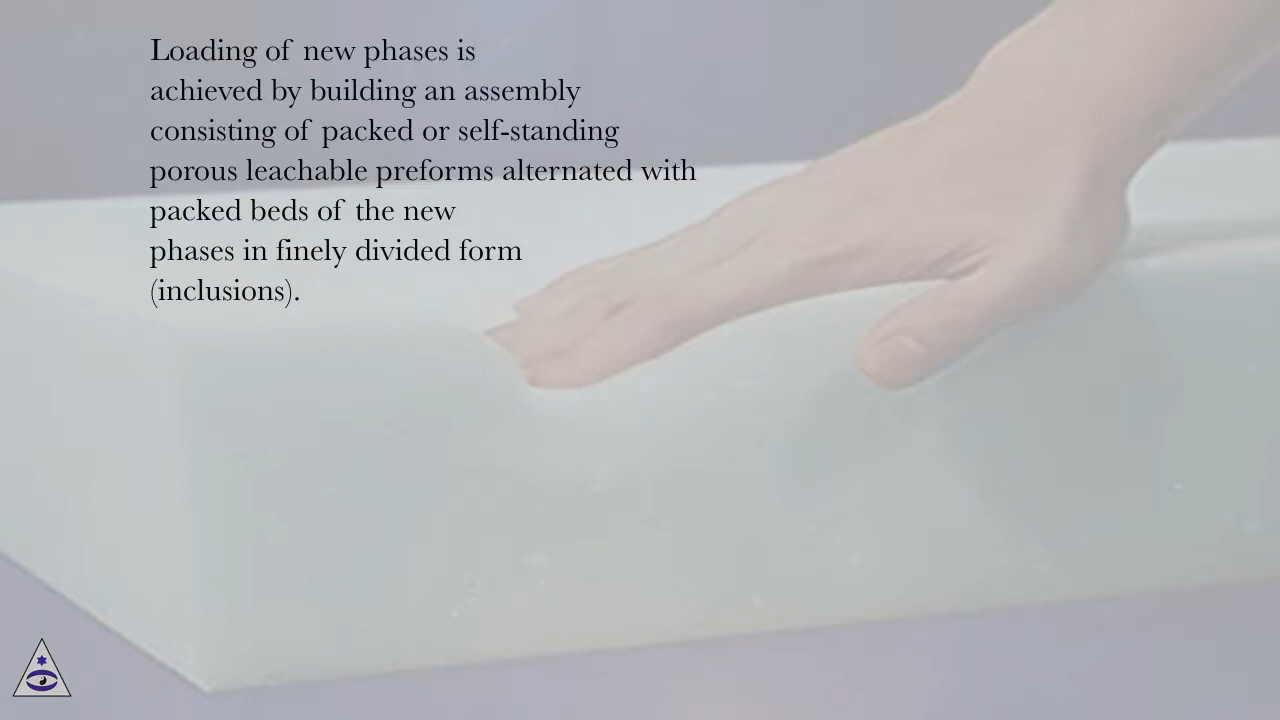 Loading of new phases is
achieved by building an assembly
consisting of packed or self-standing
porous leachable preforms alternated with
packed beds of the new
phases in finely divided form
(inclusions).